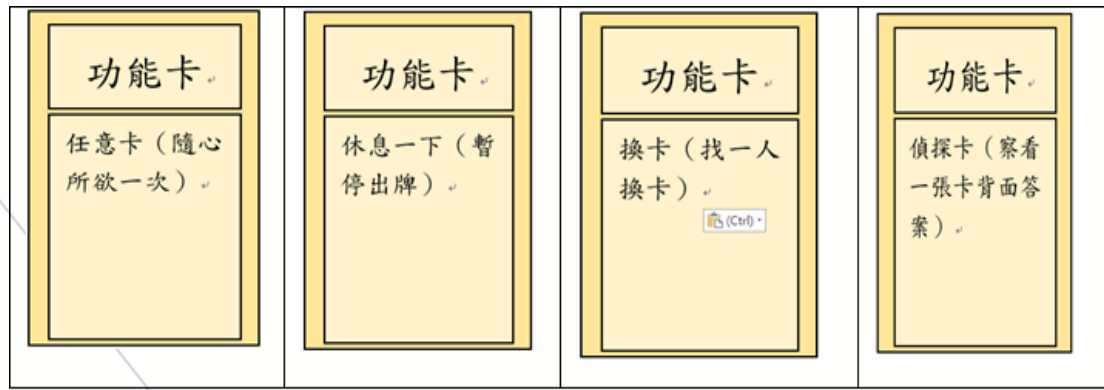 功能卡
任意卡（隨心
所欲一次）
功能卡
休息一下（暫
停出牌）
功能卡
換卡（找一人
換卡）
(Ctrl)
功能卡
偵探卡（察看
一張卡背面答
案）